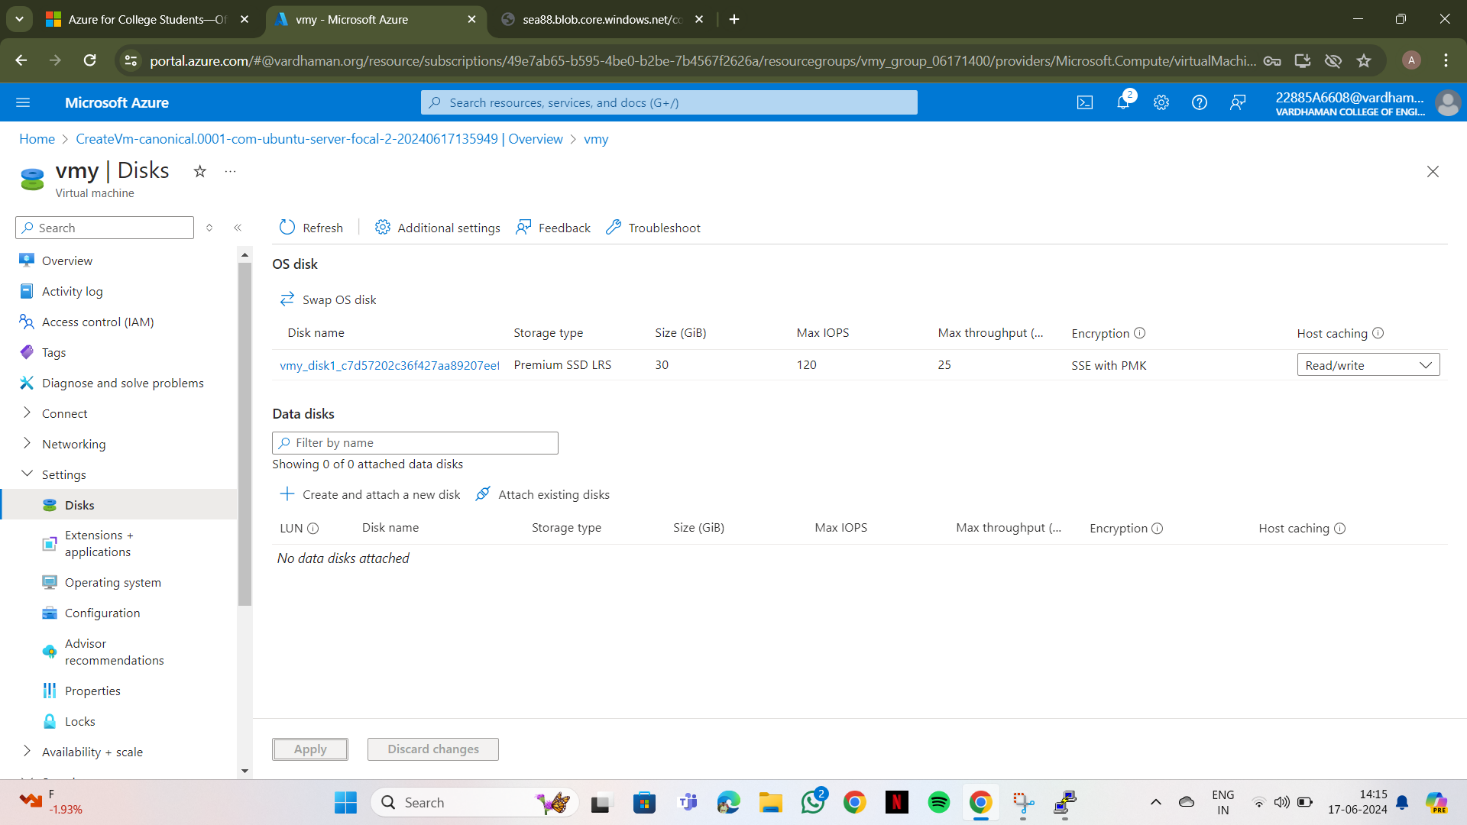 Azure for College Students—Of
vmy - Microsoft Azure
sea88.blob.core.windows.net/co
portal.azure.com/#@vardhaman.org/resource/subscriptions/49e7ab65-b595-4be0-b2be-7b4567f2626a/resourcegroups/vmy_group_06171400/providers/Microsoft.Compute/virtualMachi...
A
Microsoft Azure
Search resources, services, and docs (G+/)
2
22885A6608@vardham...
VARDHAMAN COLLEGE OF ENGI...
Home > CreateVm-canonical.0001-com-ubuntu-server-focal-2-20240617135949 | Overview > vmy
vmy | Disks
Virtual machine
Search
Overview
Activity log
Access control (IAM)
Tags
Diagnose and solve problems
Connect
Networking
Settings
Disks
Extensions +
applications
Operating system
Configuration
Advisor
recommendations
Properties
Locks
Availability + scale
Refresh
Additional settings
Feedback
Troubleshoot
OS disk
Swap OS disk
Disk name Storage type Size (GiB) Max IOPS Max throughput (... Encryption Host caching
vmy_disk1_c7d57202c36f427aa89207eef Premium SSD LRS 30 120 25 SSE with PMK Read/write
Data disks
Filter by name
Showing 0 of 0 attached data disks
Create and attach a new disk Attach existing disks
LUN Disk name Storage type Size (GiB) Max IOPS Max throughput (... Encryption Host caching
No data disks attached
Apply Discard changes
F
-1.93%
Search
2
ENG
IN
14:15
17-06-2024
PRE